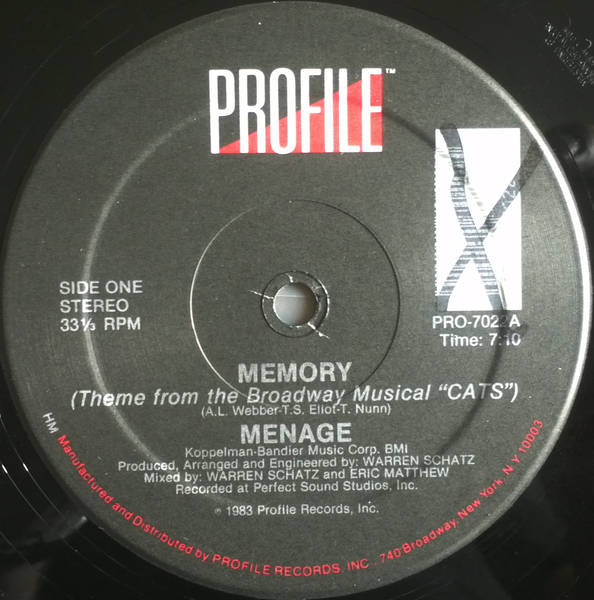 PROFILE™
SIDE ONE
STEREO
33⅓ RPM
PRO-7022A
Time: 7:10
MEMORY
(Theme from the Broadway Musical "CATS")
(A.L. Webber-T.S. Eliot-T. Nunn)
MENAGE
Koppelman-Bandier Music Corp. BMI
Produced, Arranged and Engineered by: WARREN SCHATZ
Mixed by: WARREN SCHATZ and ERIC MATTHEW
Recorded at Perfect Sound Studios, Inc.
℗ 1983 Profile Records, Inc.
HM Manufactured and Distributed by PROFILE RECORDS, INC 740 Broadway, New York, N Y 10003